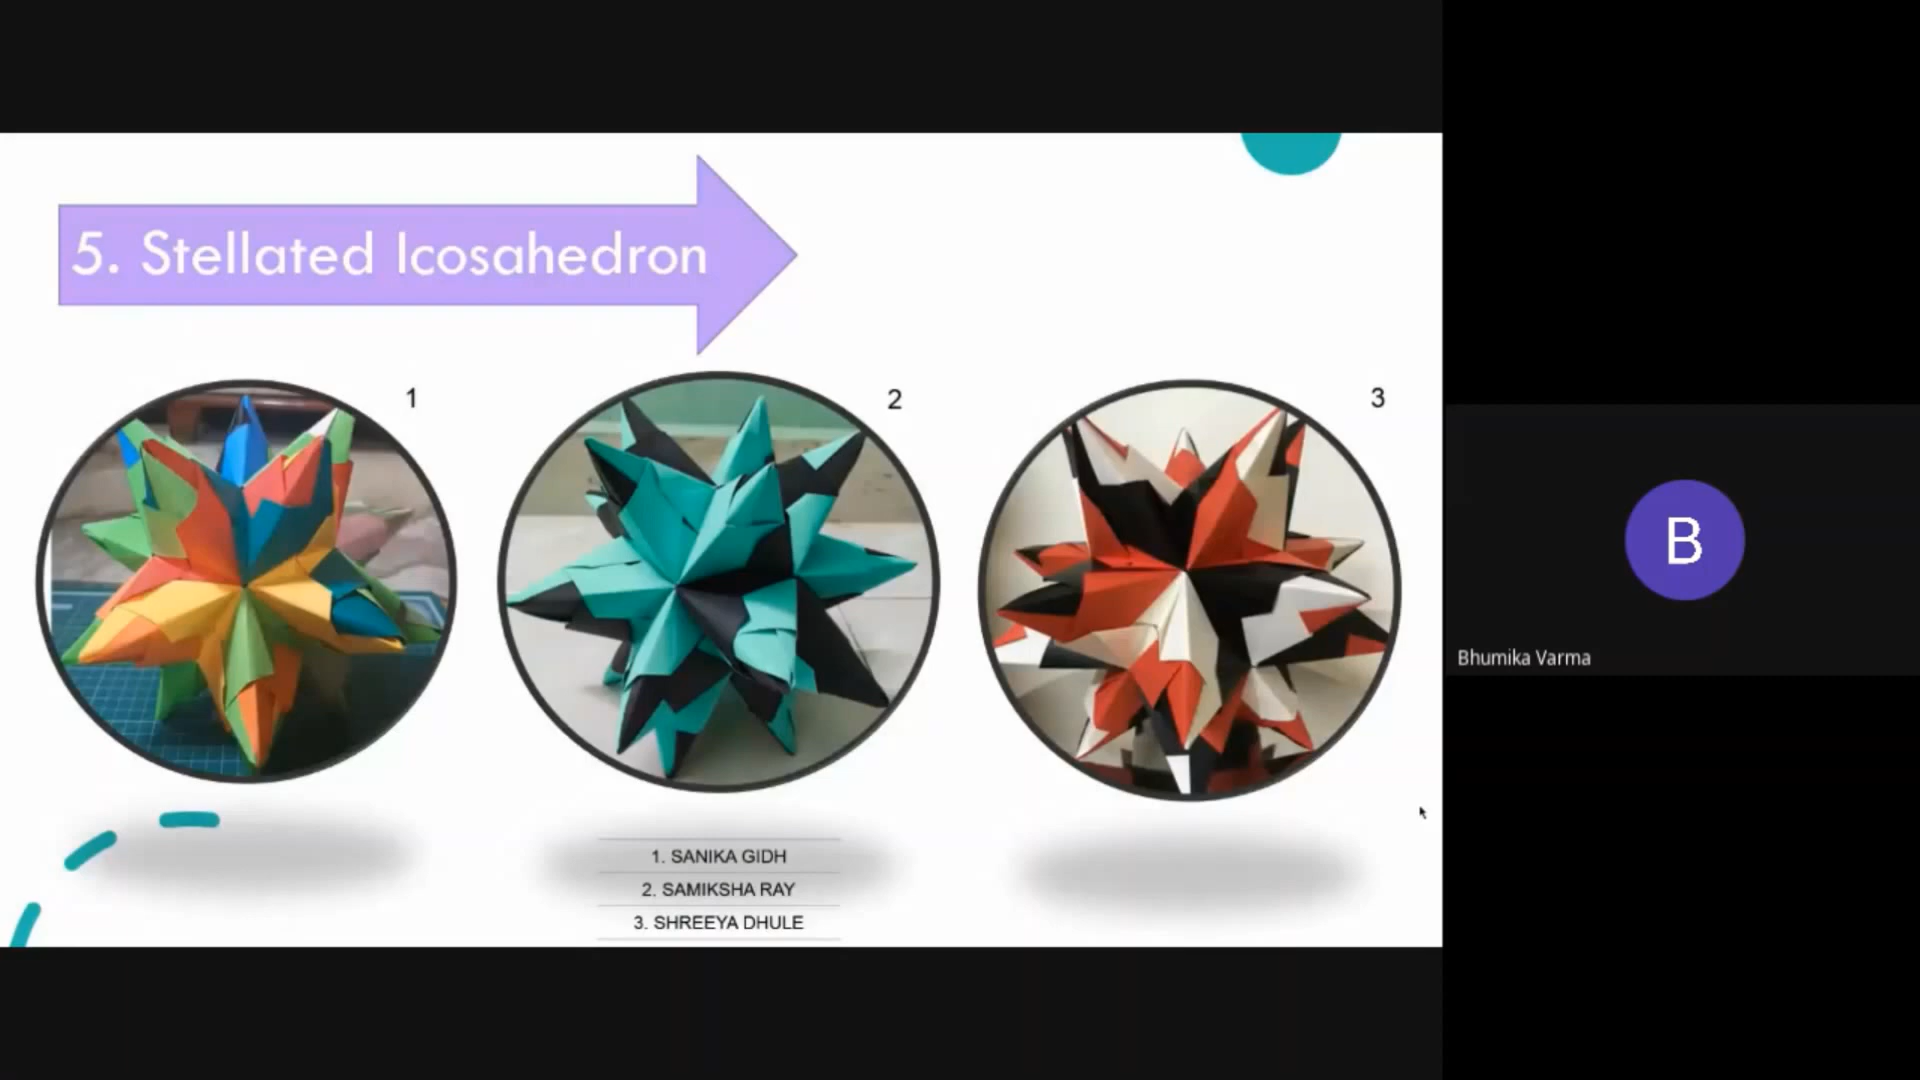 5. Stellated Icosahedron
1
2
3
1. SANIKA GIDH
2. SAMIKSHA RAY
3. SHREEYA DHULE
B
Bhumika Varma